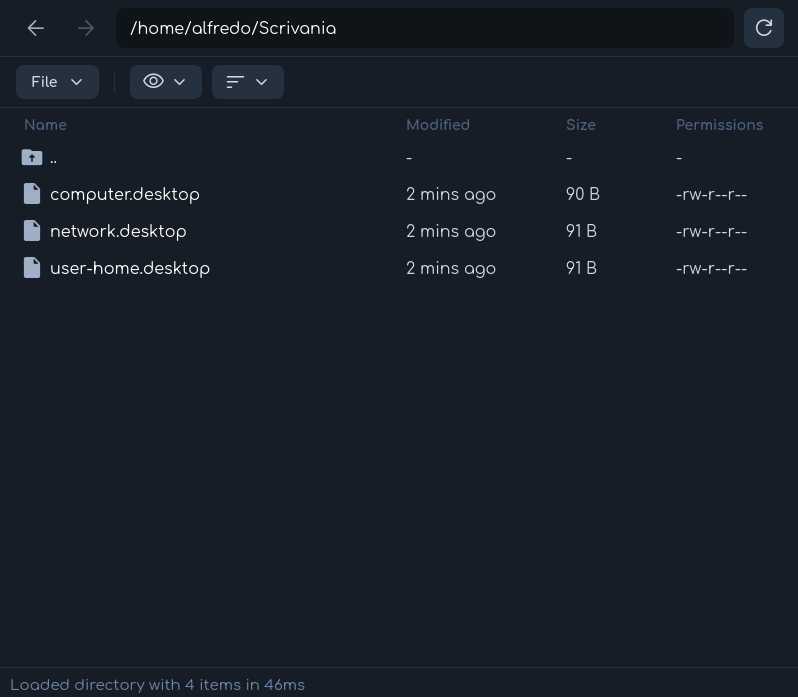 /home/alfredo/Scrivania
File
Name Modified Size Permissions
.. - - -
computer.desktop 2 mins ago 90 B -rw-r--r--
network.desktop 2 mins ago 91 B -rw-r--r--
user-home.desktop 2 mins ago 91 B -rw-r--r--
Loaded directory with 4 items in 46ms